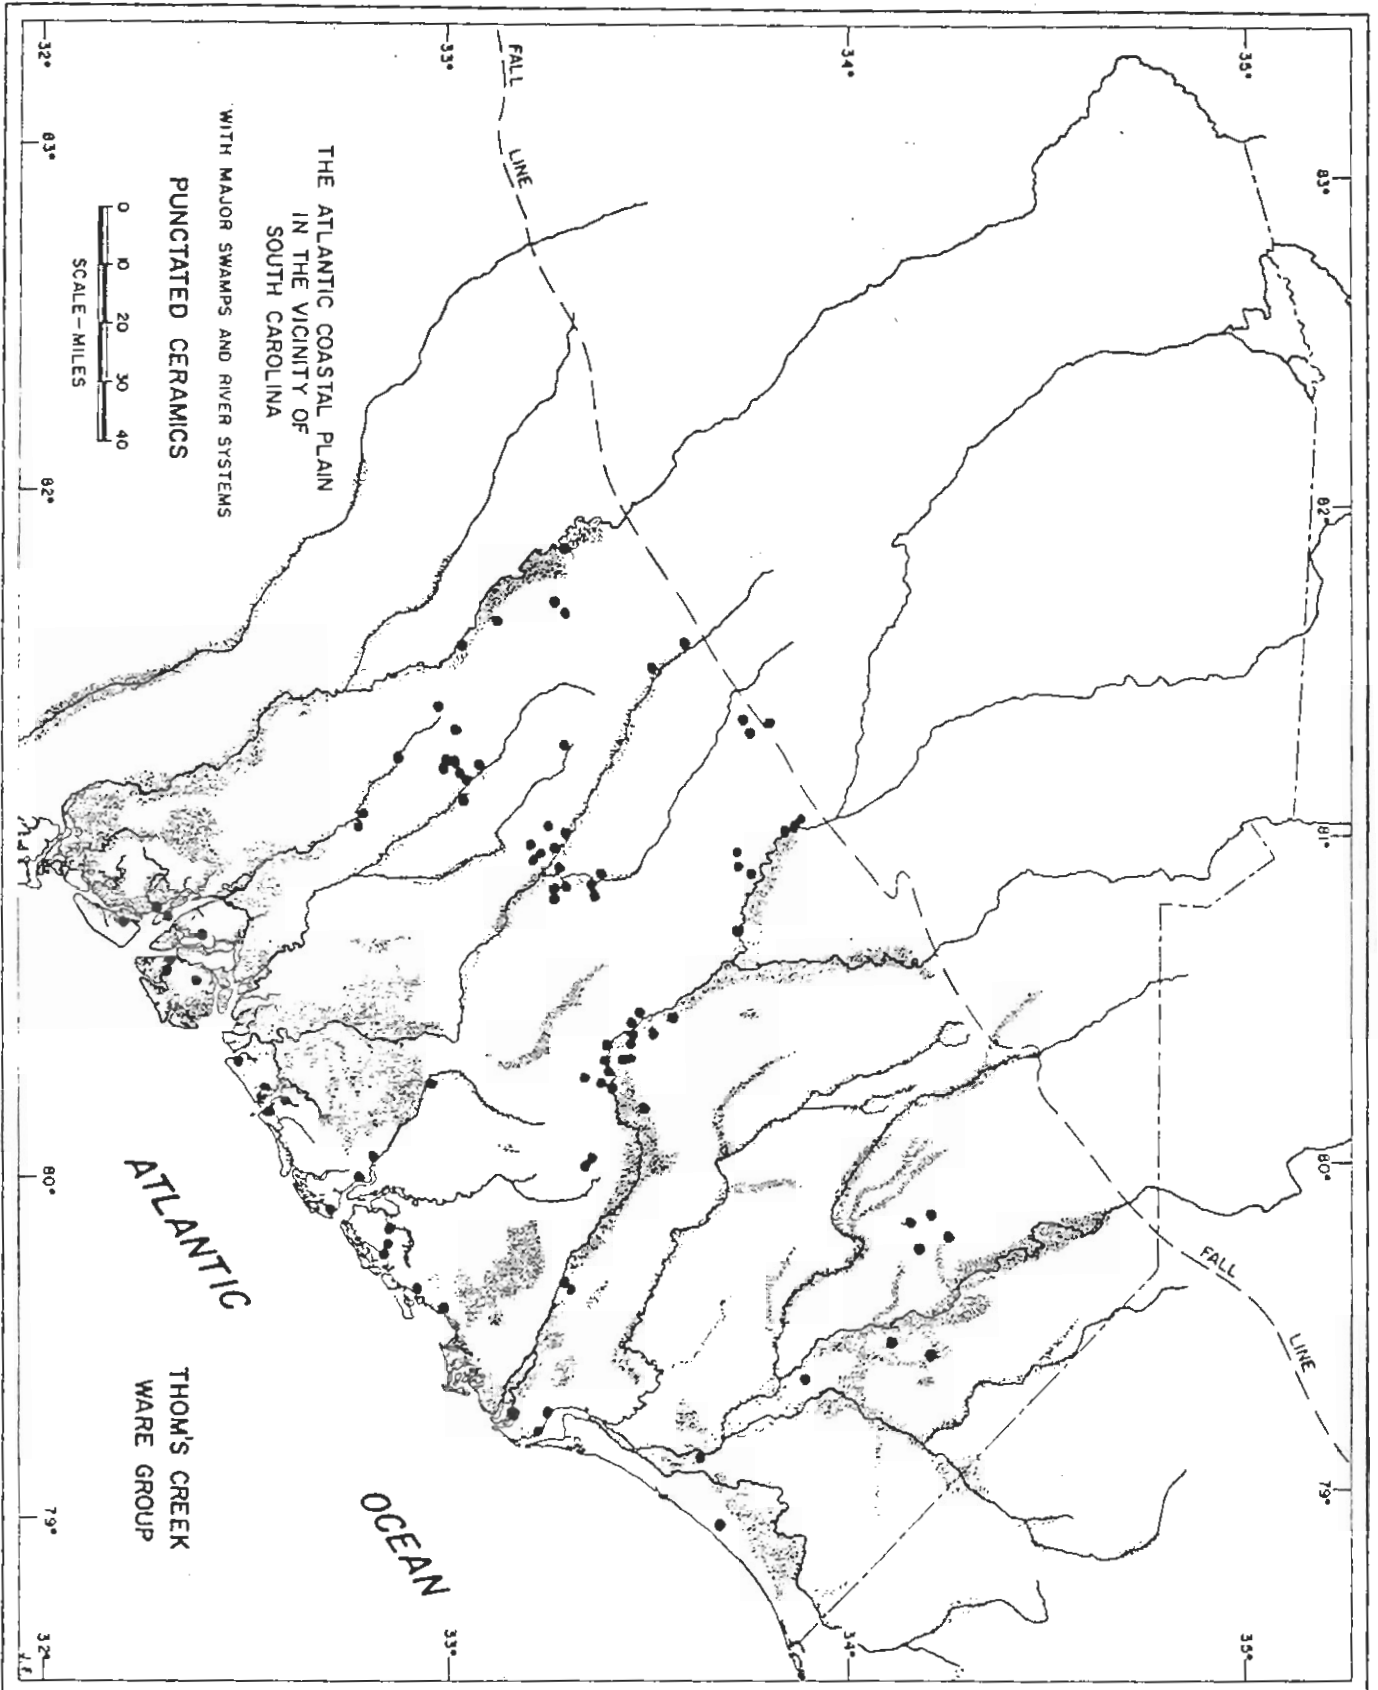 THE ATLANTIC COASTAL PLAIN
IN THE VICINITY OF
SOUTH CAROLINA
WITH MAJOR SWAMPS AND RIVER SYSTEMS
PUNCTATED CERAMICS
0 10 20 30 40
SCALE-MILES
THOM'S CREEK
WARE GROUP
ATLANTIC
OCEAN
FALL
LINE
FALL
LINE
83°
82°
81°
80°
79°
83°
82°
80°
79°
35°
34°
33°
32°
35°
34°
33°
32°